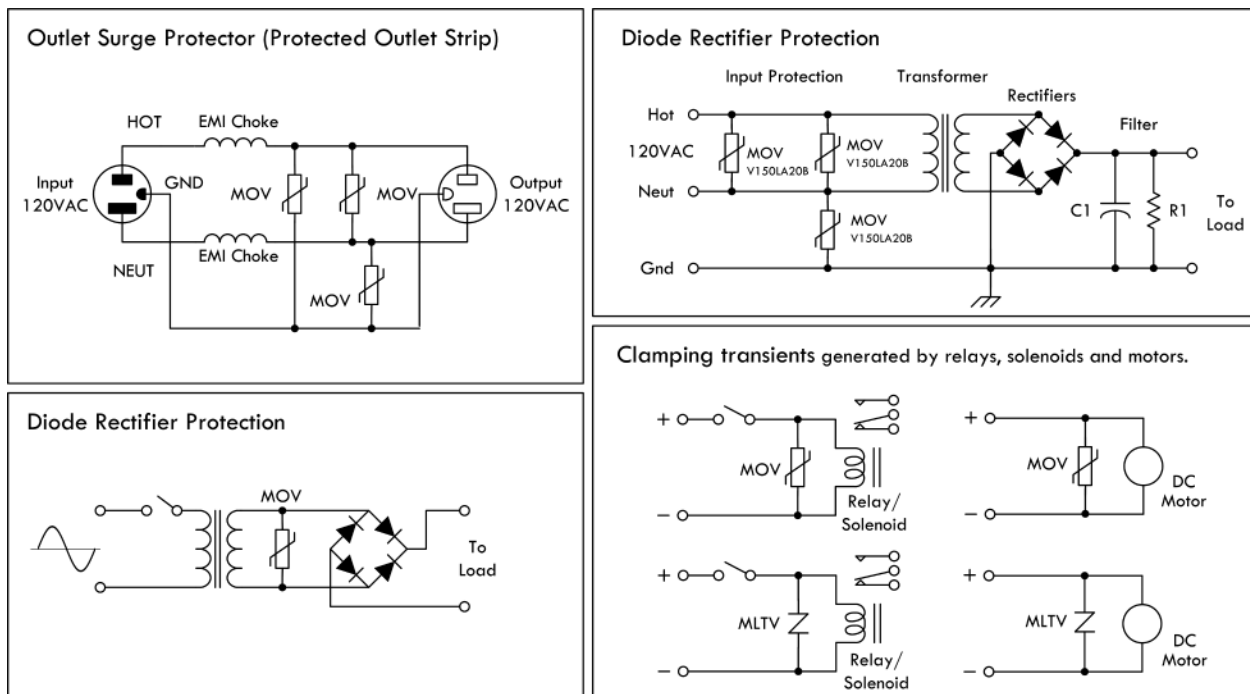 Outlet Surge Protector (Protected Outlet Strip)
HOT
EMI Choke
Input
120VAC
GND
MOV
MOV
Output
120VAC
EMI Choke
NEUT
MOV
Diode Rectifier Protection
MOV
To
Load
Diode Rectifier Protection
Input Protection
Transformer
Rectifiers
Hot
Filter
120VAC
MOV
V150LA20B
MOV
V150LA20B
Neut
C1
R1
To
Load
MOV
V150LA20B
Gnd
Clamping transients generated by relays, solenoids and motors.
+
MOV
Relay/
Solenoid
–
+
MOV
DC
Motor
–
+
MLTV
Relay/
Solenoid
–
+
MLTV
DC
Motor
–